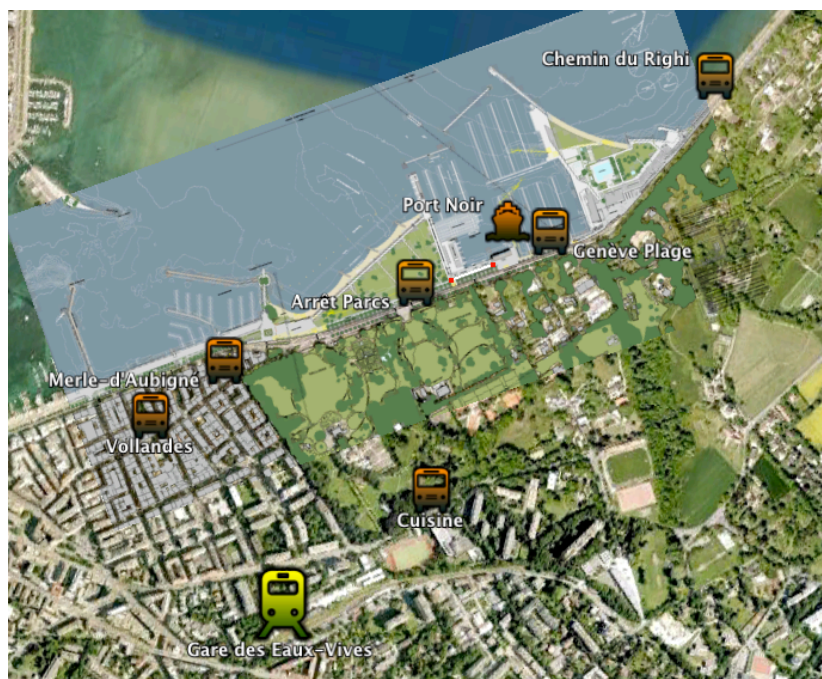 Chemin du Righi
Port Noir
Genève Plage
Arrêt Parcs
Merle-d'Aubigné
Vollandes
Cuisine
Gare des Eaux-Vives